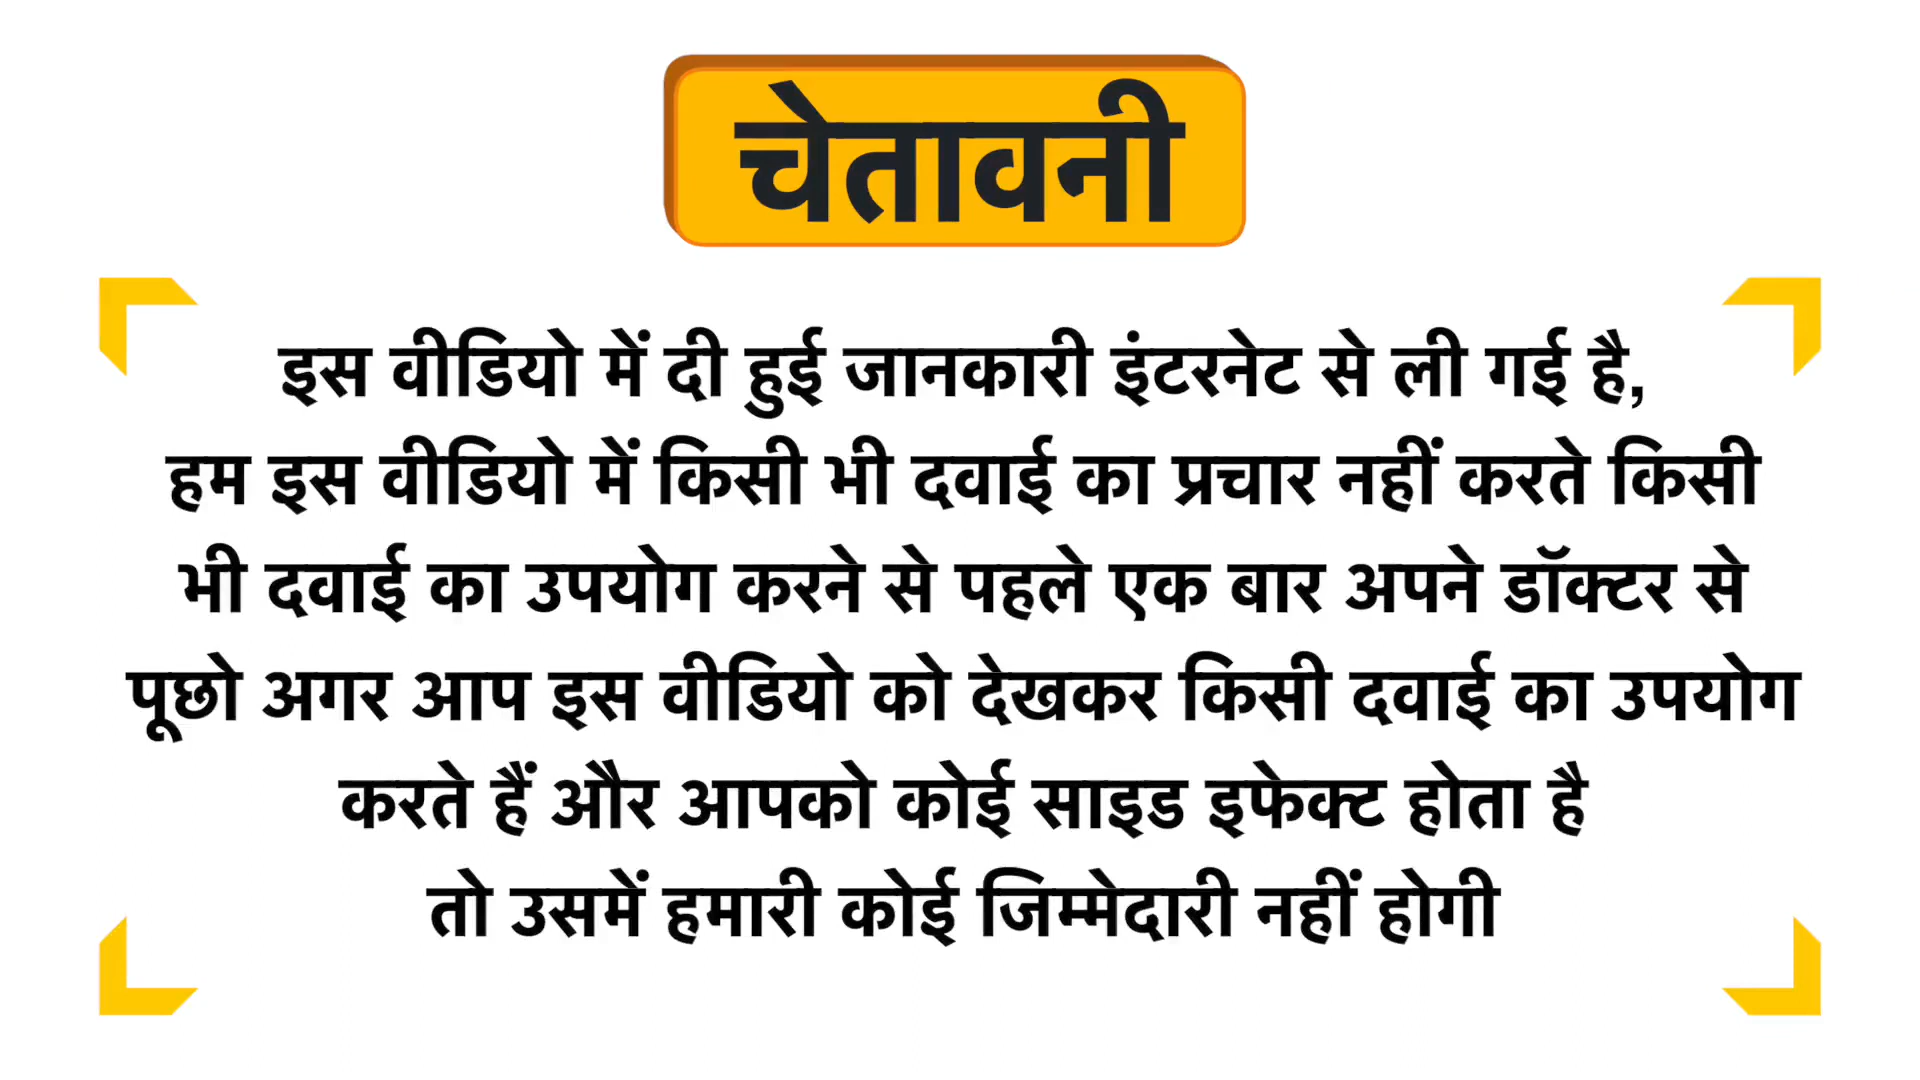 चेतावनी
इस वीडियो में दी हुई जानकारी इंटरनेट से ली गई है,
हम इस वीडियो में किसी भी दवाई का प्रचार नहीं करते किसी
भी दवाई का उपयोग करने से पहले एक बार अपने डॉक्टर से
पूछो अगर आप इस वीडियो को देखकर किसी दवाई का उपयोग
करते हैं और आपको कोई साइड इफेक्ट होता है
तो उसमें हमारी कोई जिम्मेदारी नहीं होगी